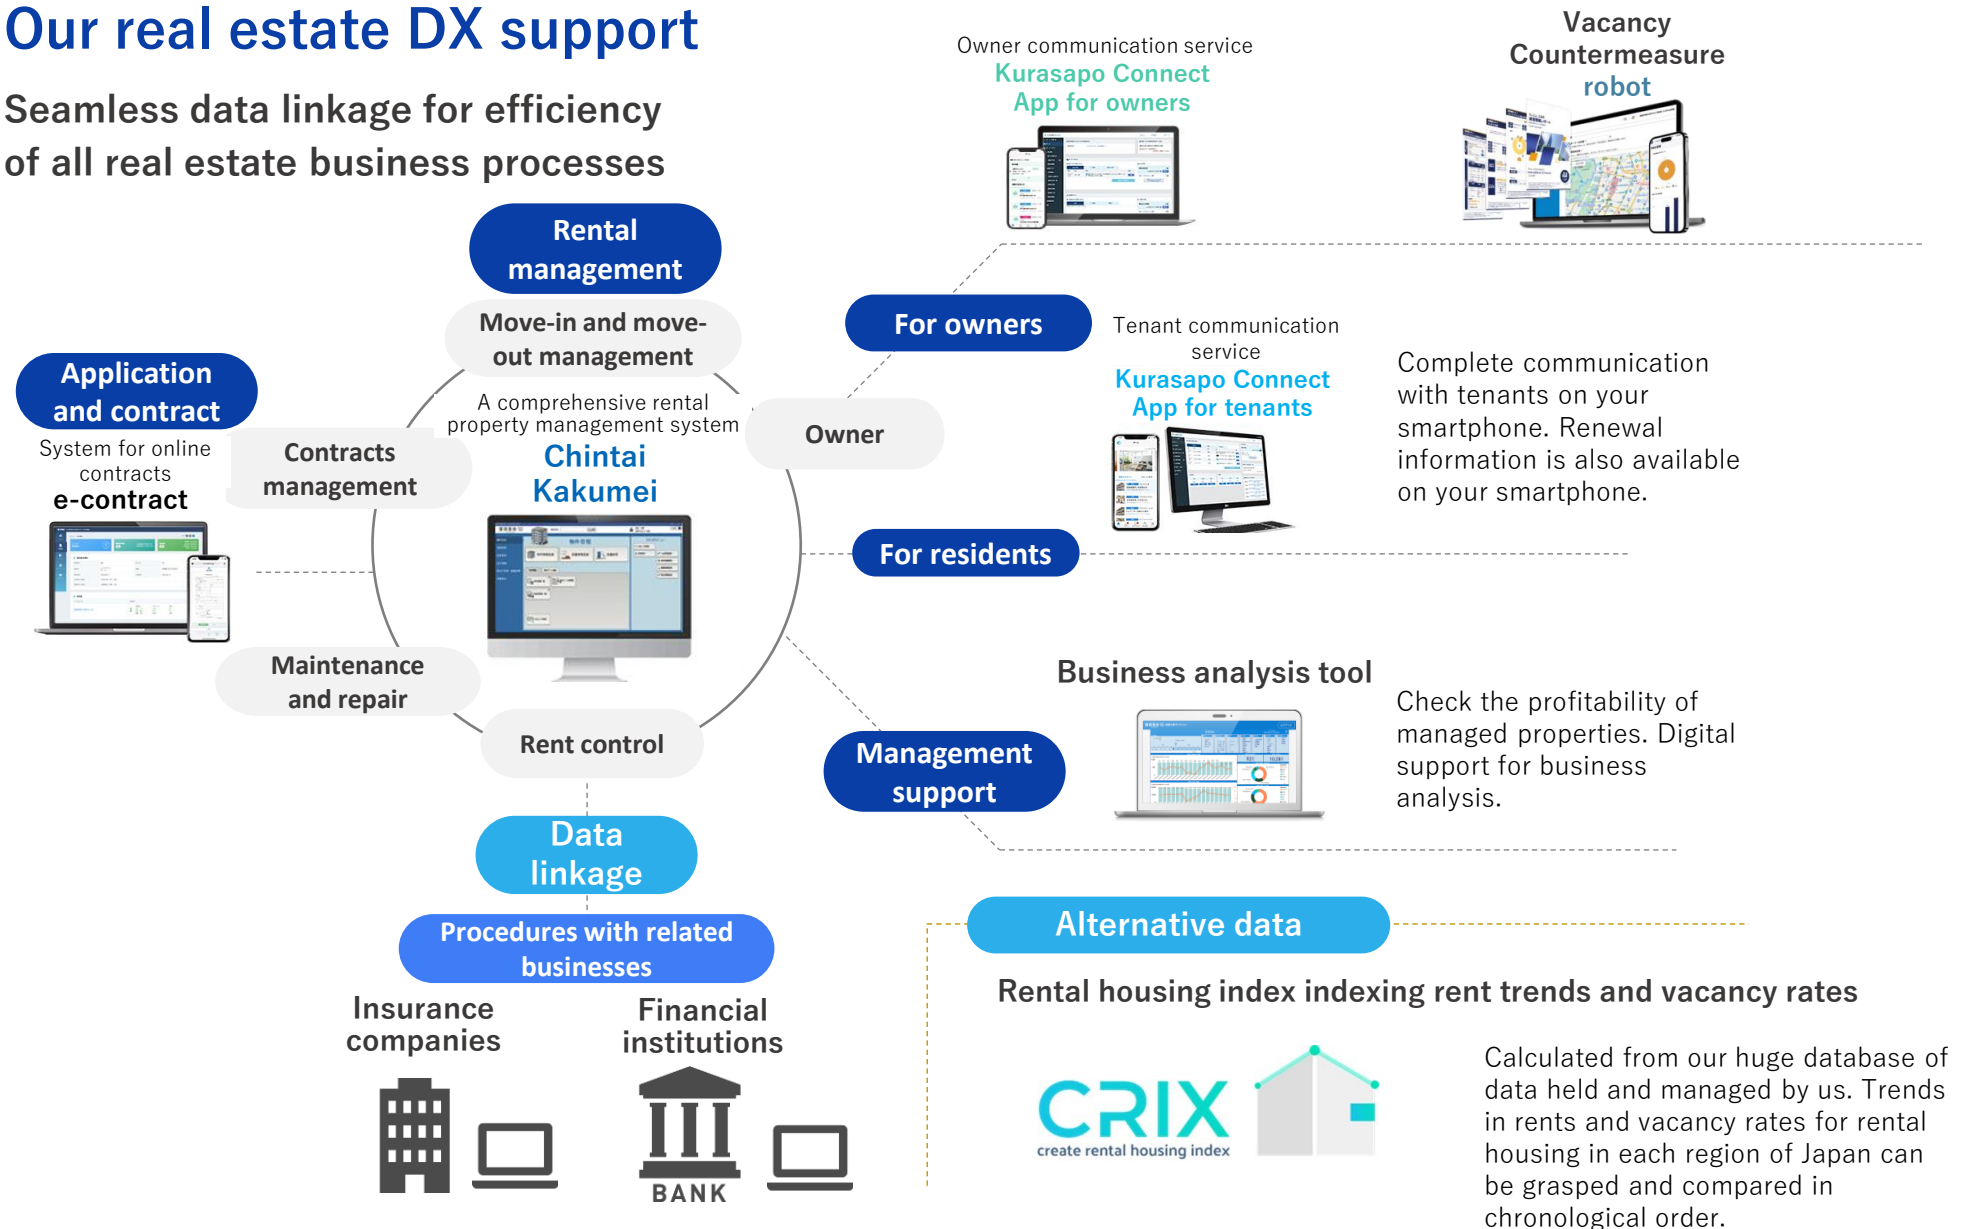 Our real estate DX support
Seamless data linkage for efficiency
of all real estate business processes
Owner communication service
Kurasapo Connect
App for owners
Vacancy
Countermeasure
robot
Rental
management
Move-in and move-
out management
For owners
Application
and contract
System for online
contracts
e-contract
Contracts
management
A comprehensive rental
property management system
Chintai
Kakumei
Owner
Tenant communication
service
Kurasapo Connect
App for tenants
Complete communication
with tenants on your
smartphone. Renewal
information is also available
on your smartphone.
For residents
Maintenance
and repair
Rent control
Management
support
Business analysis tool
Check the profitability of
managed properties. Digital
support for business
analysis.
Data
linkage
Procedures with related
businesses
Insurance
companies
Financial
institutions
BANK
Alternative data
Rental housing index indexing rent trends and vacancy rates
CRIX
create rental housing index
Calculated from our huge database of
data held and managed by us. Trends
in rents and vacancy rates for rental
housing in each region of Japan can
be grasped and compared in
chronological order.